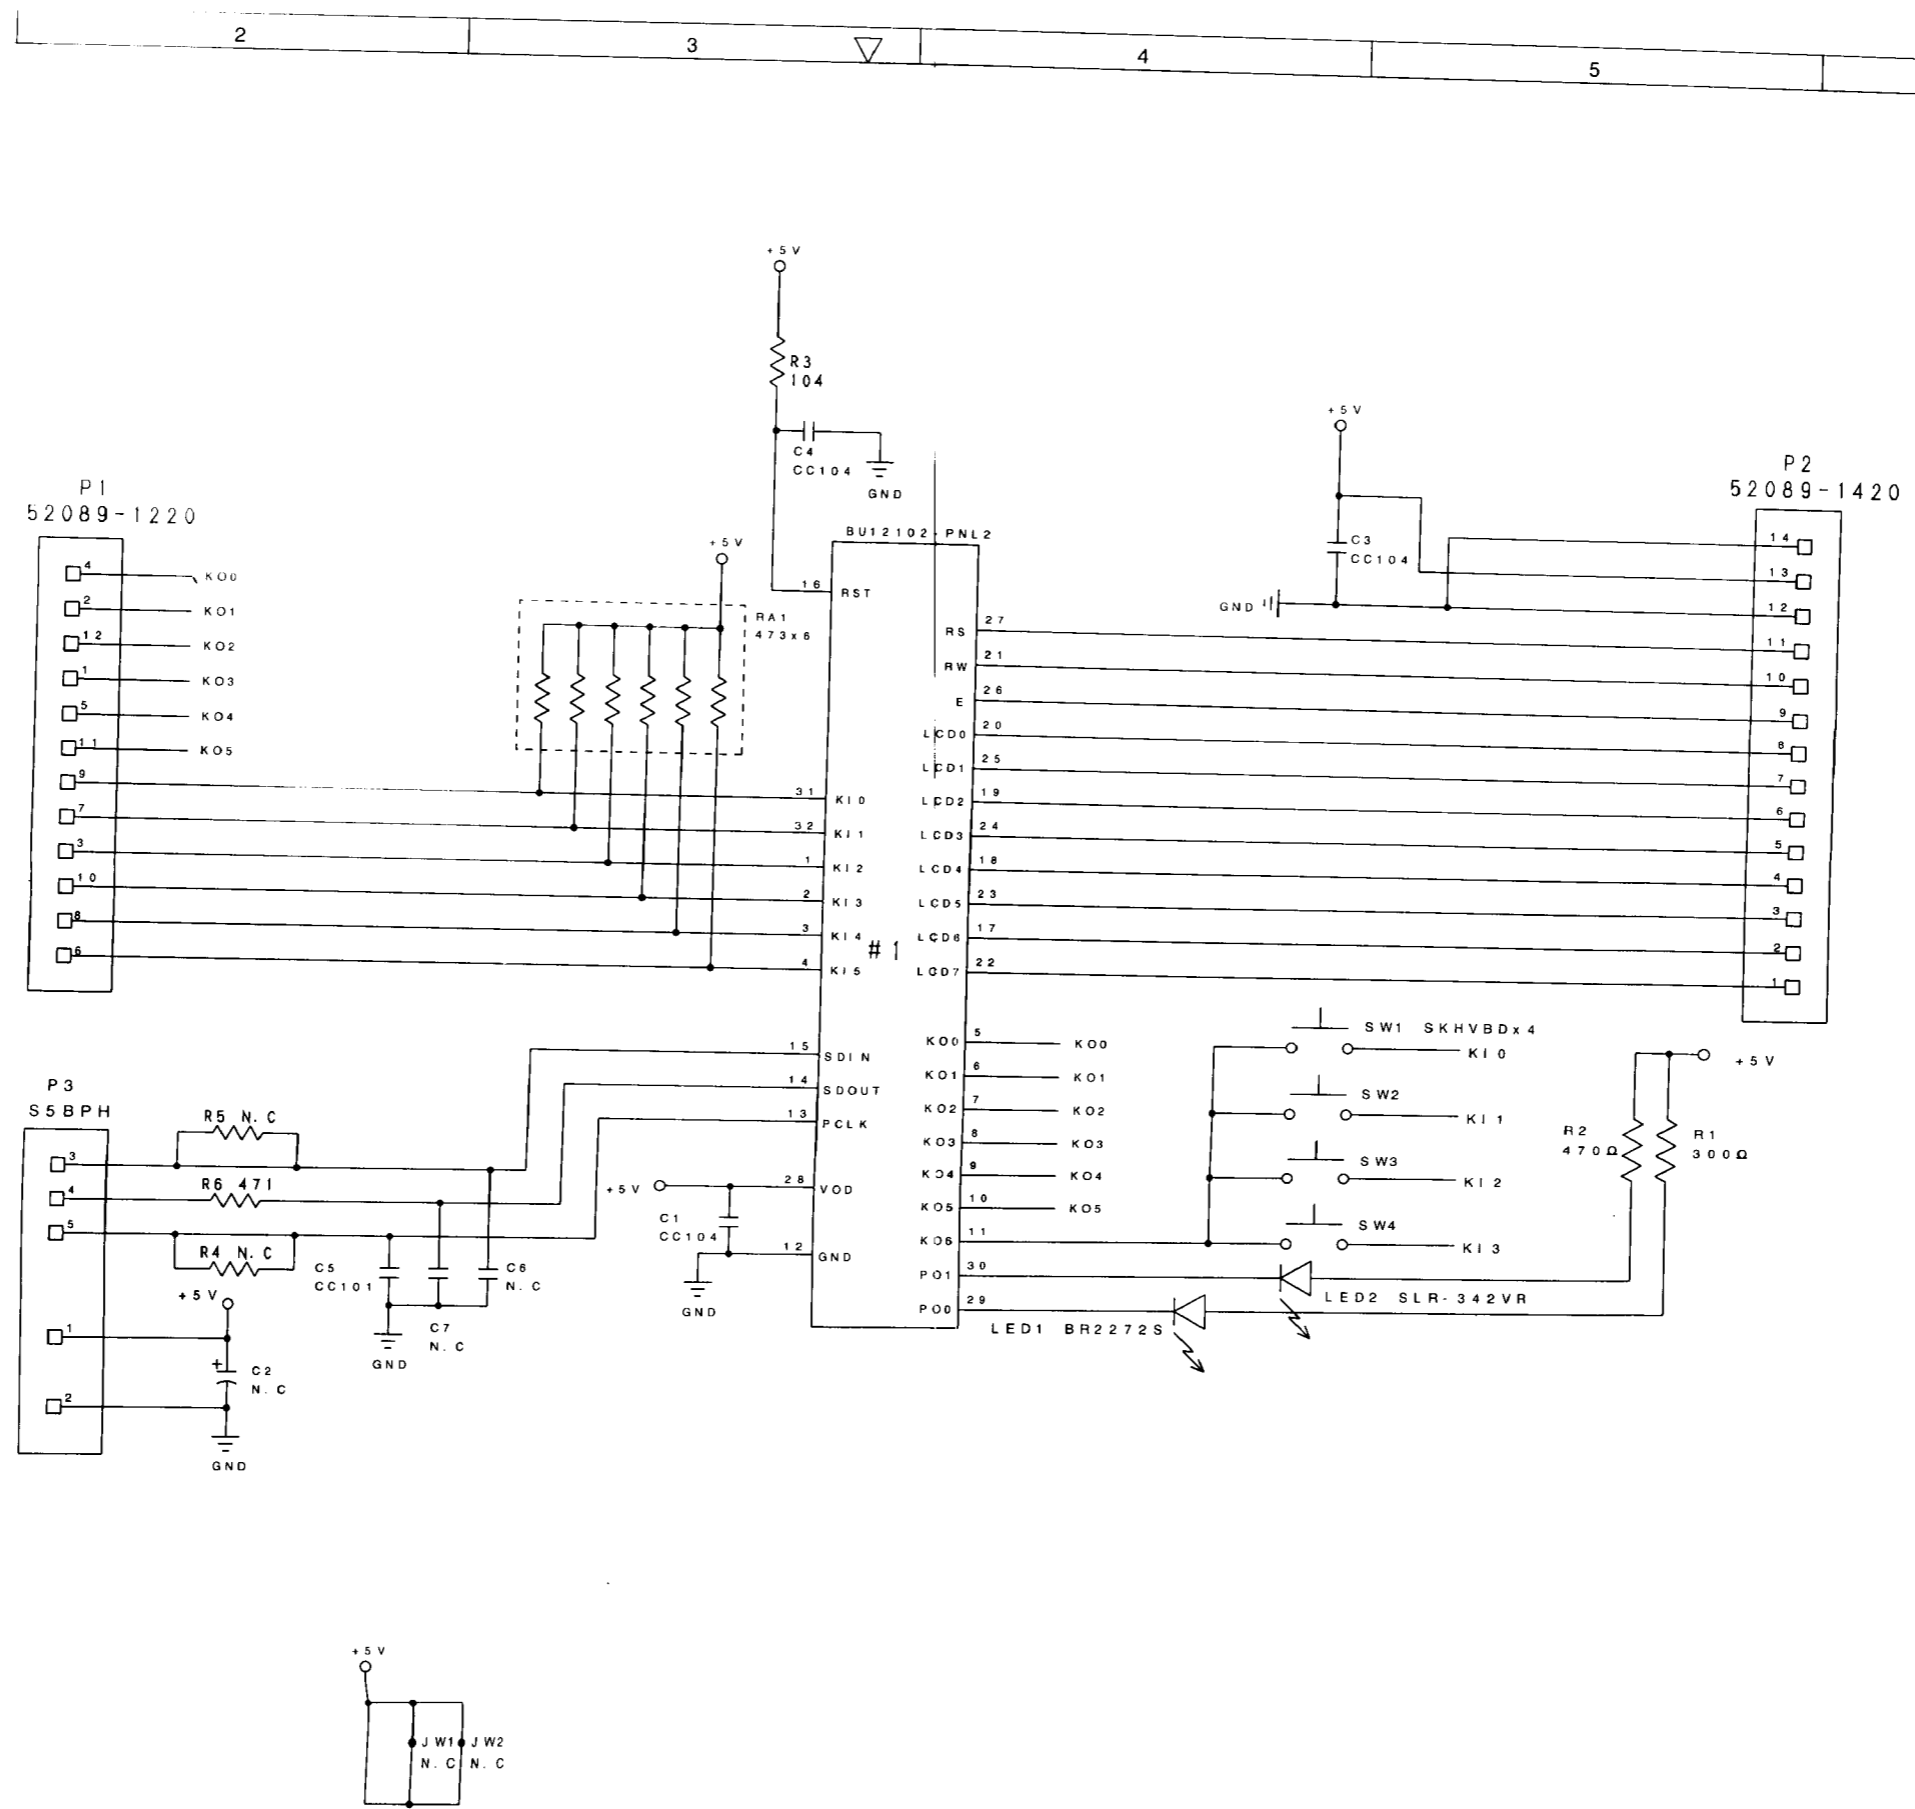 2 3 4 5
+5V
R3
104
C4
CC104
GND
+5V
P2
52089-1420
P1
52089-1220
BU12102-PNL2
+5V
C3
CC104
GND
14
13
12
11
10
9
8
7
6
5
4
3
2
1
4 KO0
2 KO1
12 KO2
1 KO3
5 KO4
11 KO5
9
7
3
10
8
6
RA1
473x6
16 RST
31 KI0
32 KI1
1 KI2
2 KI3
3 KI4
4 KI5
#1
RS 27
RW 21
E 26
LCD0 20
LCD1 25
LCD2 19
LCD3 24
LCD4 18
LCD5 23
LCD6 17
LCD7 22
15 SDIN
14 SDOUT
13 PCLK
28 VDD
12 GND
KO0 5 KO0
KO1 6 KO1
KO2 7 KO2
KO3 8 KO3
KO4 9 KO4
KO5 10 KO5
KO6 11
PO1 30
PO0 29
SW1 SKHVBDx4
KI0
SW2
KI1
SW3
KI2
SW4
KI3
+5V
R2
470Ω
R1
300Ω
LED2 SLR-342VR
LED1 BR2272S
P3
S5BPH
R5 N.C
3
R6 471
4
5
R4 N.C
+5V
1
C2
N.C
2
GND
C5
CC101
C6
N.C
C7
N.C
GND
+5V
C1
CC104
GND
+5V
JW1 JW2
N.C N.C